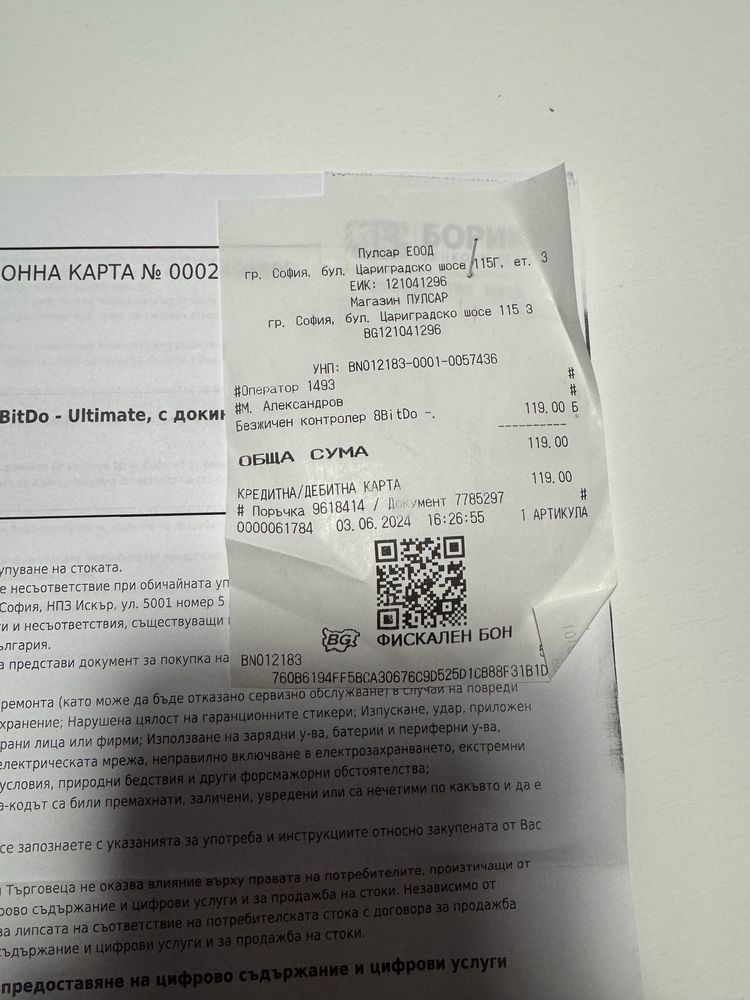 ОННА КАРТА № 0002
BitDo - Ultimate, с докин
Пулсар ЕООД
гр. София, бул. Цариградско шосе 115Г, ет. 3
ЕИК: 121041296
Магазин ПУЛСАР
гр. София, бул. Цариградско шосе 115 3
BG121041296
УНП: BN012183-0001-0057436
#Оператор 1493 #
#М. Александров #
Безжичен контролер 8BitDo -. 119.00 Б
----------
ОБЩА СУМА 119.00
КРЕДИТНА/ДЕБИТНА КАРТА 119.00
# Поръчка 9618414 / Документ 7785297 #
0000061784 03.06.2024 16:26:55 1 АРТИКУЛА
BG
ФИСКАЛЕН БОН
BN012183
760B6194FF5BCA30676C9D525D1CB88F31B1D
упуване на стоката.
е несъответствие при обичайната уп
София, НПЗ Искър, ул. 5001 номер 5
ти и несъответствия, съществуващи
ългария.
а представи документ за покупка на
ремонта (като може да бъде отказано сервизно обслужване) в случаи на повреди
хранение; Нарушена цялост на гаранционните стикери; Изпускане, удар, приложен
рани лица или фирми; Използване на зарядни у-ва, батерии и периферни у-ва,
електрическата мрежа, неправилно включване в електрозахранването, екстремни
условия, природни бедствия и други форсмажорни обстоятелства;
а-кодът са били премахнати, заличени, увредени или са нечетими по какъвто и да е
се запознаете с указанията за употреба и инструкциите относно закупената от Вас
Търговеца не оказва влияние върху правата на потребителите, произтичащи от
рово съдържание и цифрови услуги и за продажба на стоки. Независимо от
за липсата на съответствие на потребителската стока с договора за продажба
съдържание и цифрови услуги и за продажба на стоки.
предоставяне на цифрово съдържание и цифрови услуги